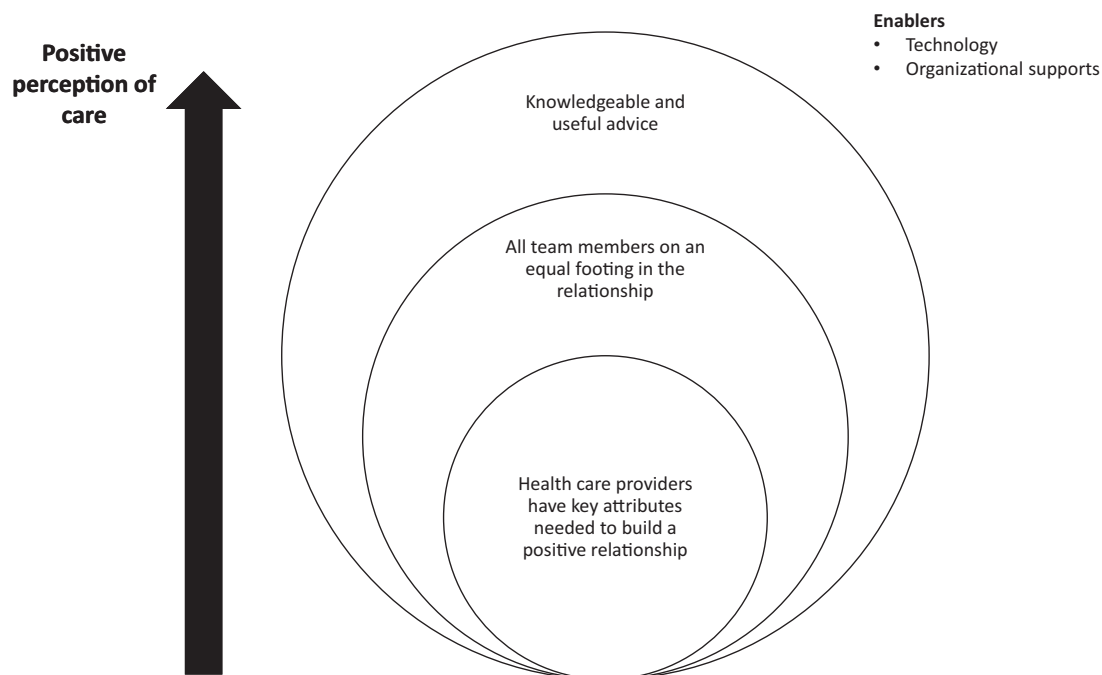 Positive
perception of
care
Enablers
• Technology
• Organizational supports
Knowledgeable and
useful advice
All team members on an
equal footing in the
relationship
Health care providers
have key attributes
needed to build a
positive relationship